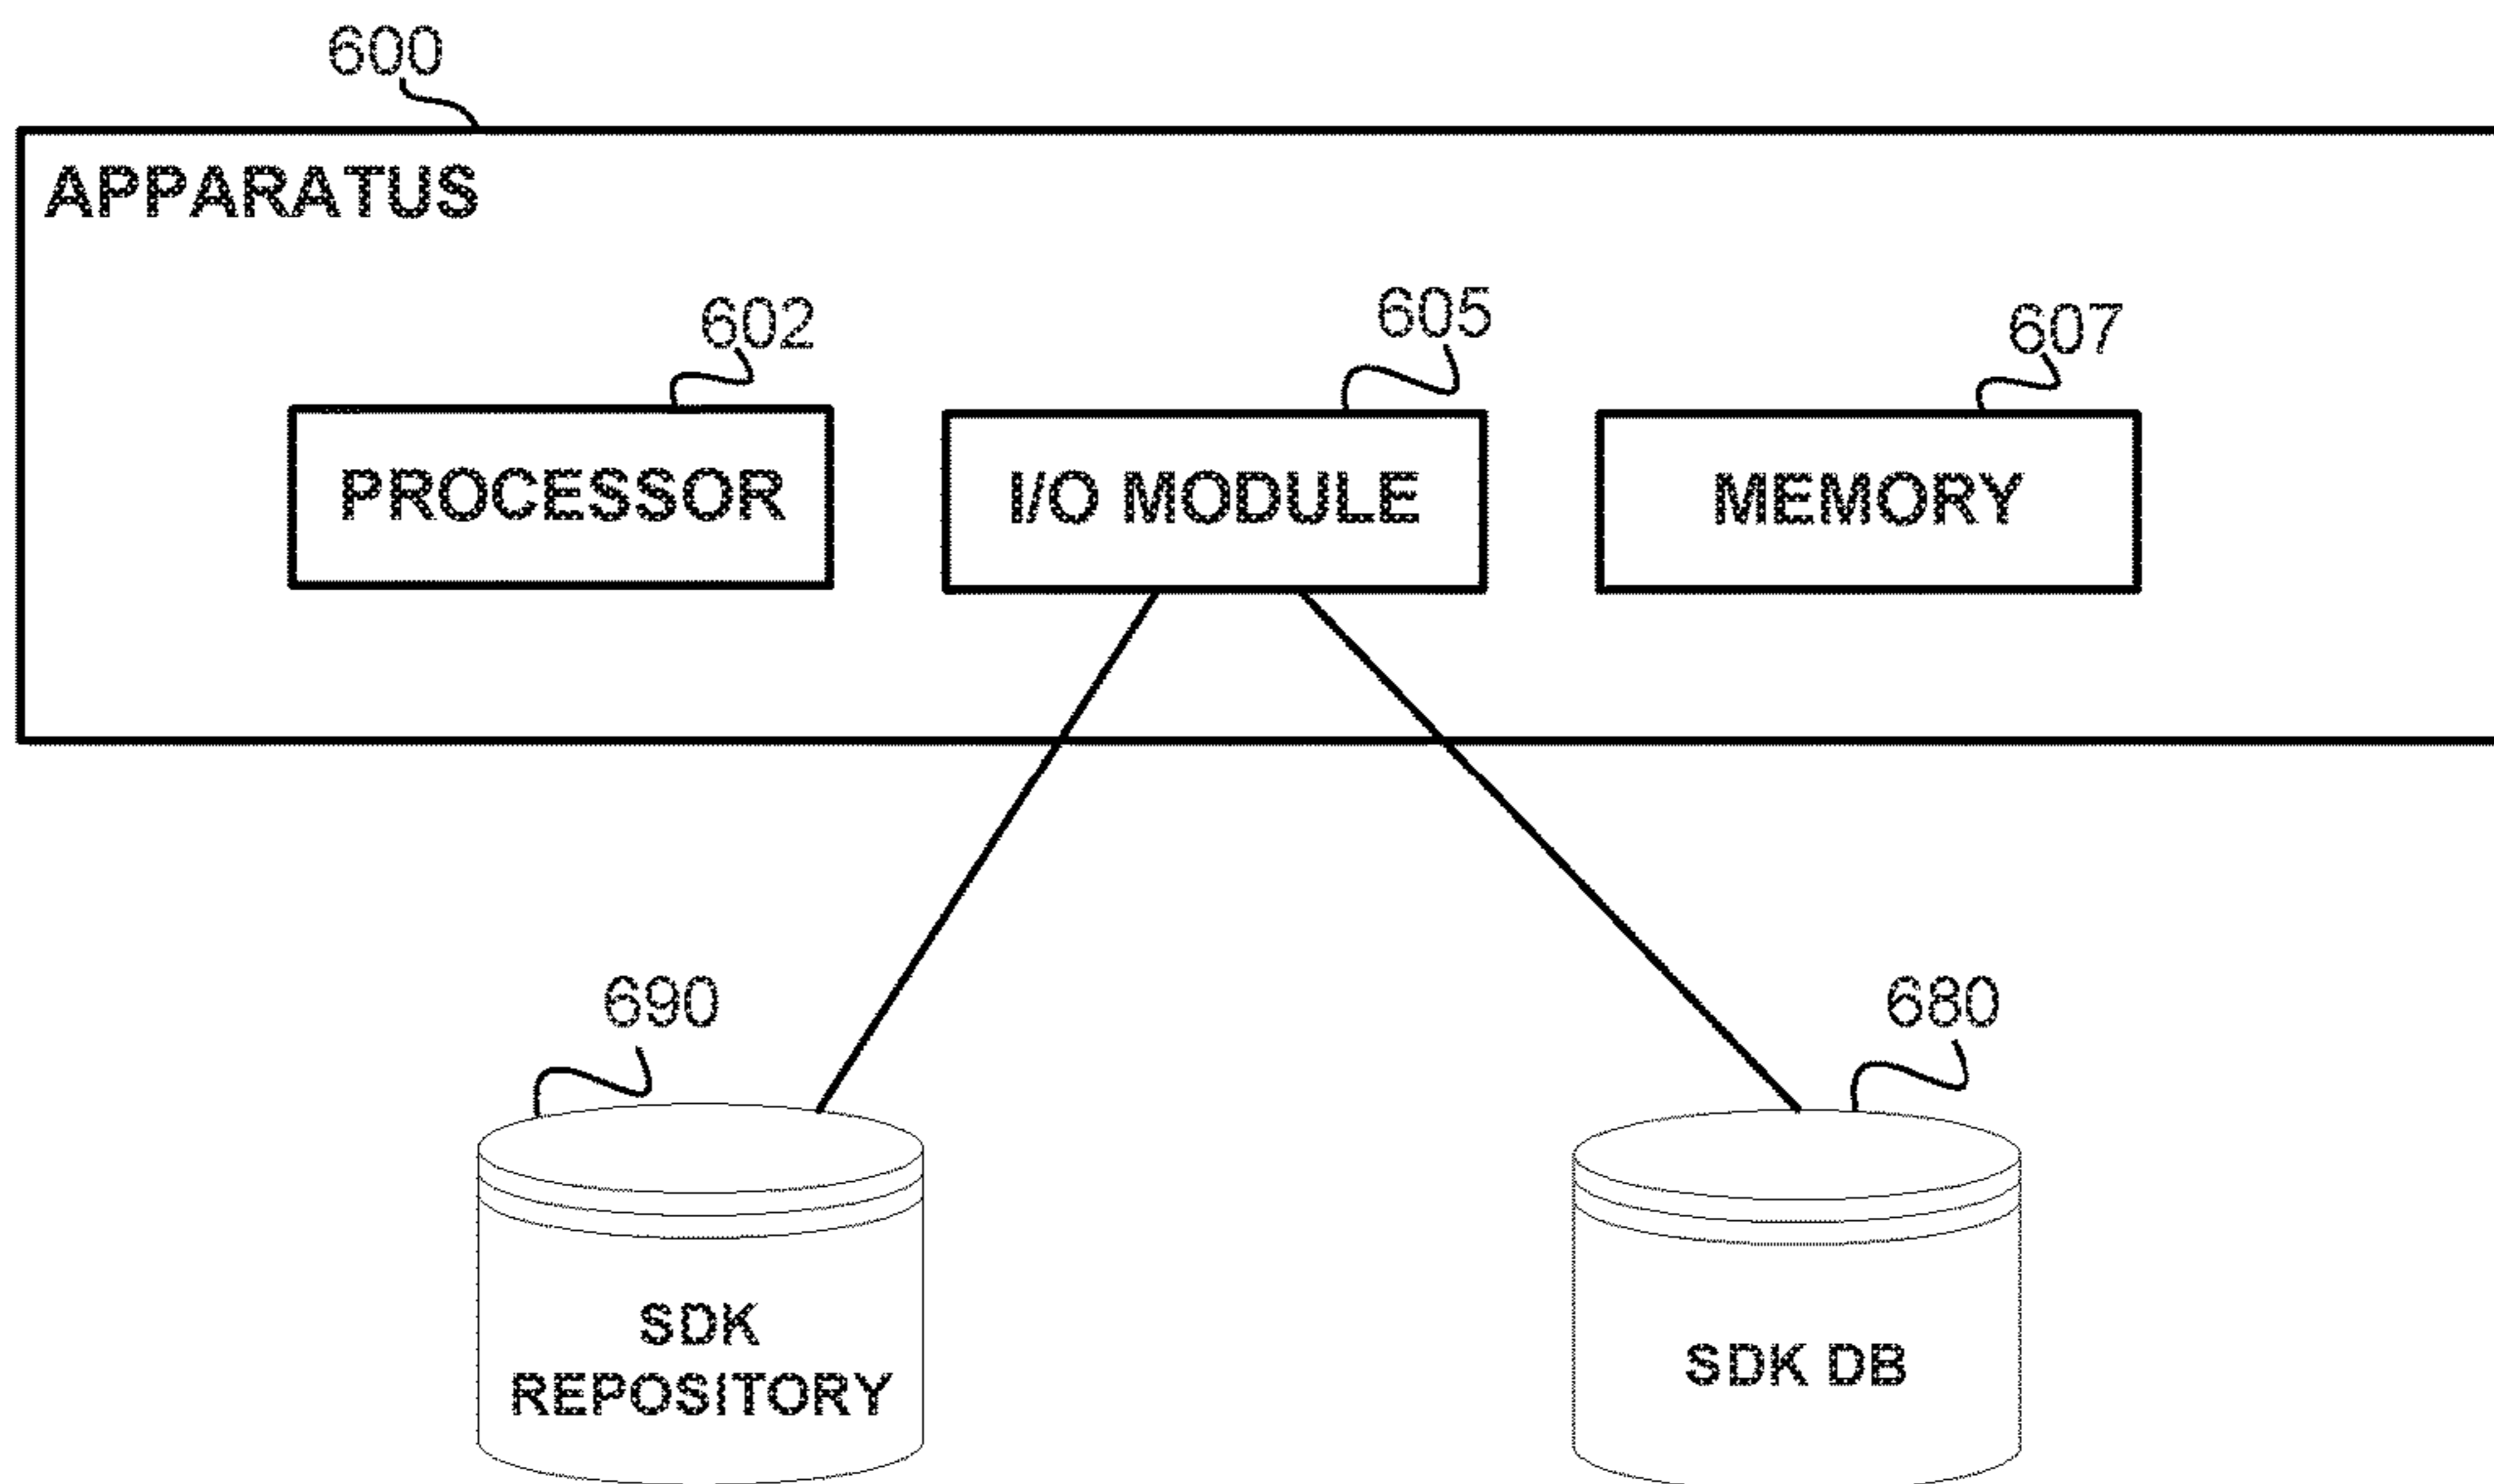 600
APPARATUS
602
605
607
PROCESSOR
I/O MODULE
MEMORY
690
680
SDK
REPOSITORY
SDK DB